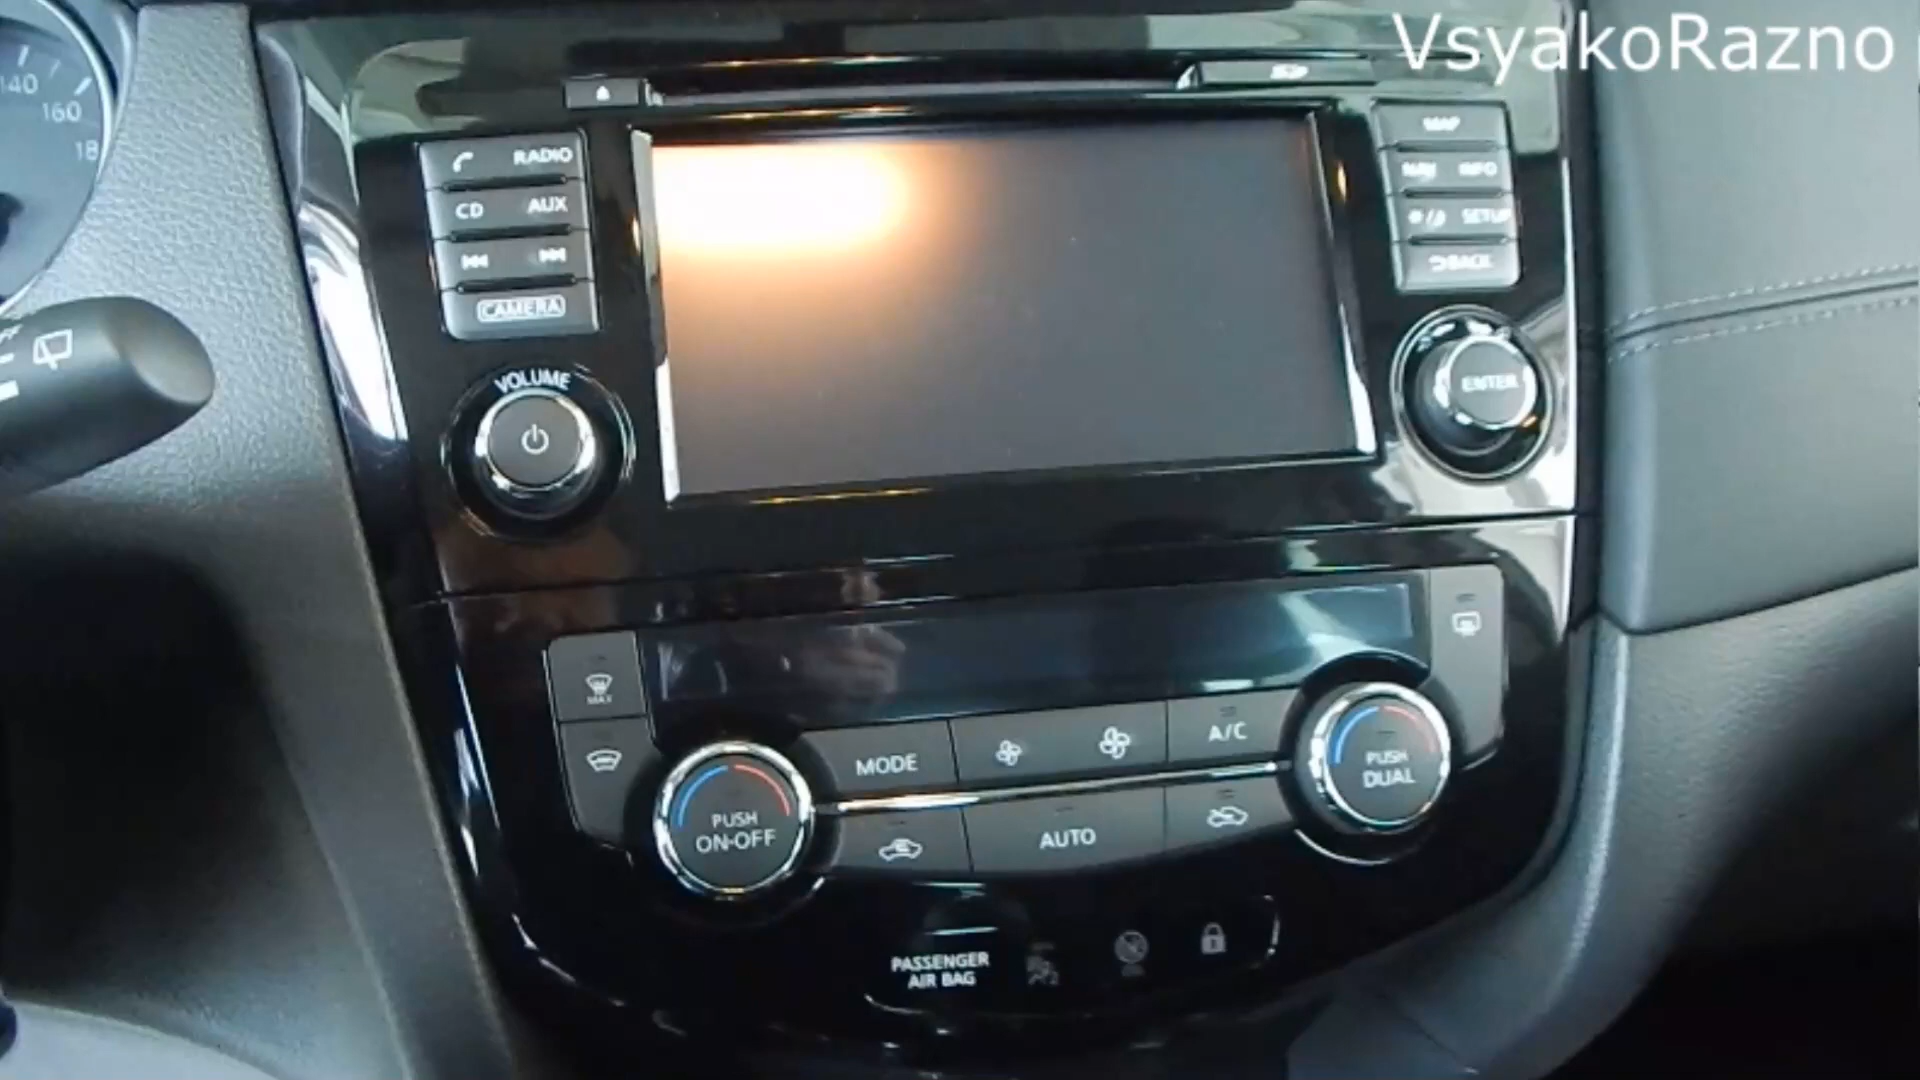 VsyakoRazno
140
160
18
RADIO
MAP
NAV INFO
CD AUX
SETUP
BACK
CAMERA
VOLUME
ENTER
MAX
MODE
A/C
PUSH
DUAL
PUSH
ON·OFF
AUTO
PASSENGER
AIR BAG